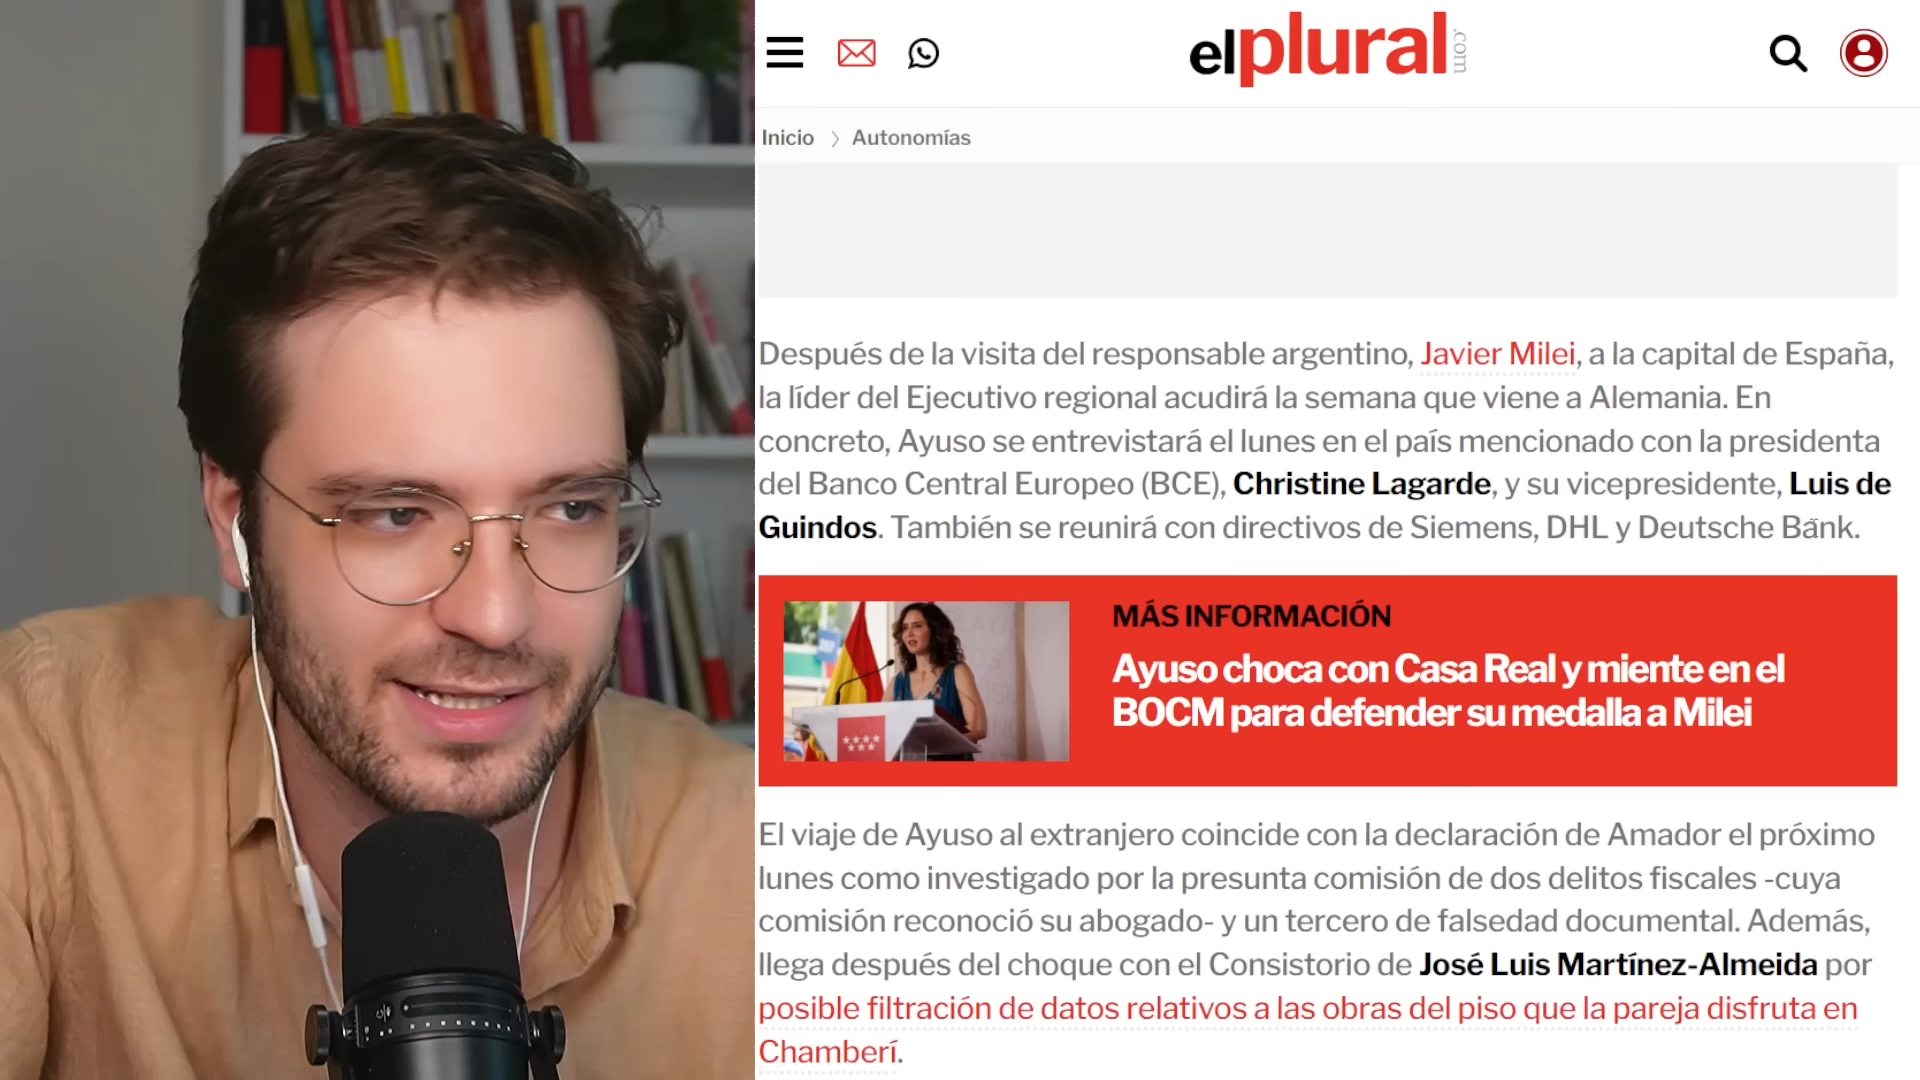 elplural.com
Inicio > Autonomías
Después de la visita del responsable argentino, Javier Milei, a la capital de España,
la líder del Ejecutivo regional acudirá la semana que viene a Alemania. En
concreto, Ayuso se entrevistará el lunes en el país mencionado con la presidenta
del Banco Central Europeo (BCE), Christine Lagarde, y su vicepresidente, Luis de
Guindos. También se reunirá con directivos de Siemens, DHL y Deutsche Bank.
MÁS INFORMACIÓN
Ayuso choca con Casa Real y miente en el
BOCM para defender su medalla a Milei
El viaje de Ayuso al extranjero coincide con la declaración de Amador el próximo
lunes como investigado por la presunta comisión de dos delitos fiscales -cuya
comisión reconoció su abogado- y un tercero de falsedad documental. Además,
llega después del choque con el Consistorio de José Luis Martínez-Almeida por
posible filtración de datos relativos a las obras del piso que la pareja disfruta en
Chamberí.